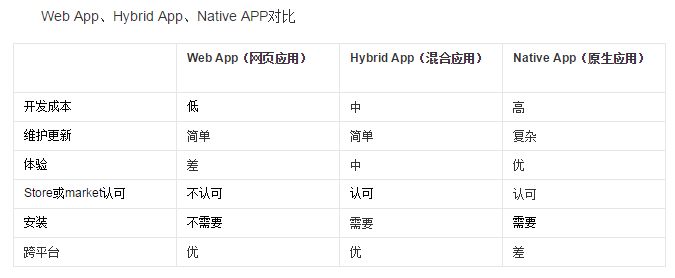 Web App、Hybrid App、Native APP对比
Web App（网页应用） Hybrid App（混合应用） Native App（原生应用）
开发成本 低 中 高
维护更新 简单 简单 复杂
体验 差 中 优
Store或market认可 不认可 认可 认可
安装 不需要 需要 需要
跨平台 优 优 差